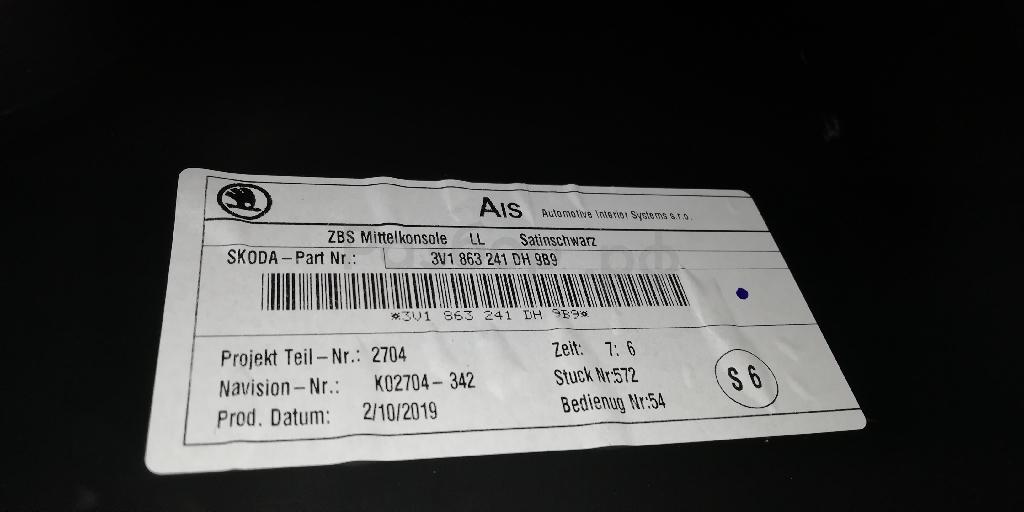 AIS Automotive Interior Systems s.r.o.
ZBS Mittelkonsole LL Satinschwarz
SKODA-Part Nr.: 3V1 863 241 DH 9B9
*3V1 863 241 DH 9B9*
Projekt Teil-Nr.: 2704
Zeit: 7: 6
Navision-Nr.: K02704-342
Stuck Nr:572
Prod. Datum: 2/10/2019
Bedienug Nr:54
S 6